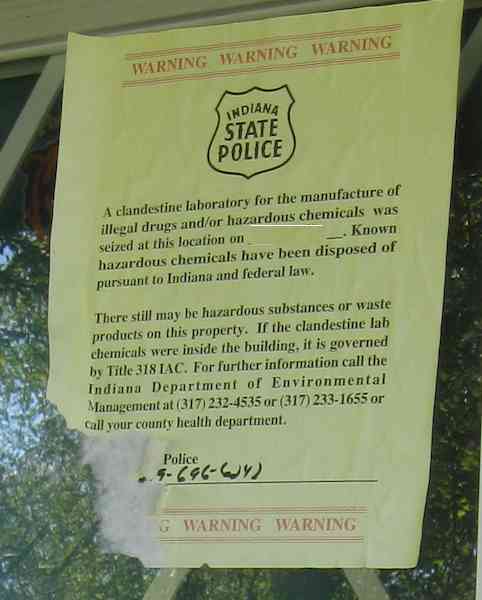 WARNING WARNING WARNING
INDIANA
STATE
POLICE
A clandestine laboratory for the manufacture of
illegal drugs and/or hazardous chemicals was
seized at this location on __. Known
hazardous chemicals have been disposed of
pursuant to Indiana and federal law.
There still may be hazardous substances or waste
products on this property. If the clandestine lab
chemicals were inside the building, it is governed
by Title 318 IAC. For further information call the
Indiana Department of Environmental
Management at (317) 232-4535 or (317) 233-1655 or
call your county health department.
Police
G WARNING WARNING